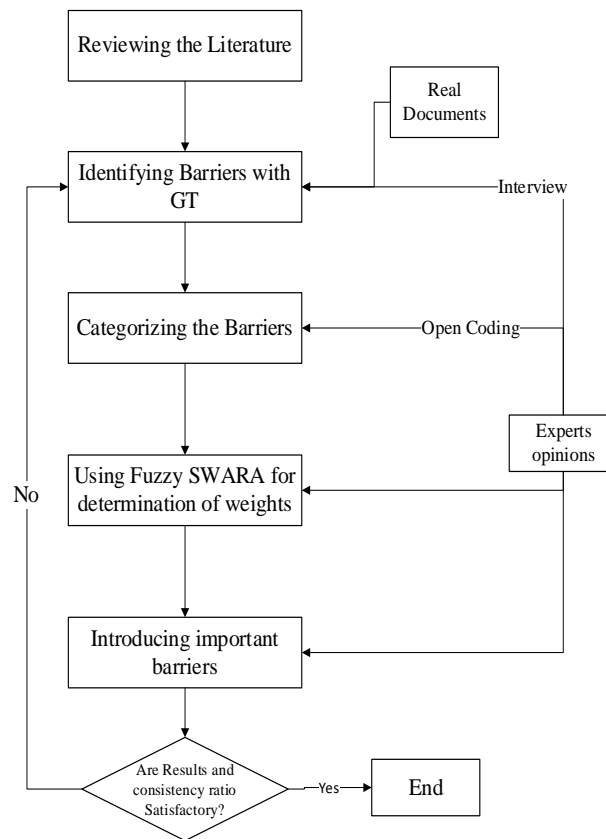 Reviewing the Literature
Real
Documents
Identifying Barriers with
GT
Interview
Categorizing the Barriers
Open Coding
Experts
opinions
Using Fuzzy SWARA for
determination of weights
No
Introducing important
barriers
Are Results and
consistency ratio
Satisfactory?
Yes
End